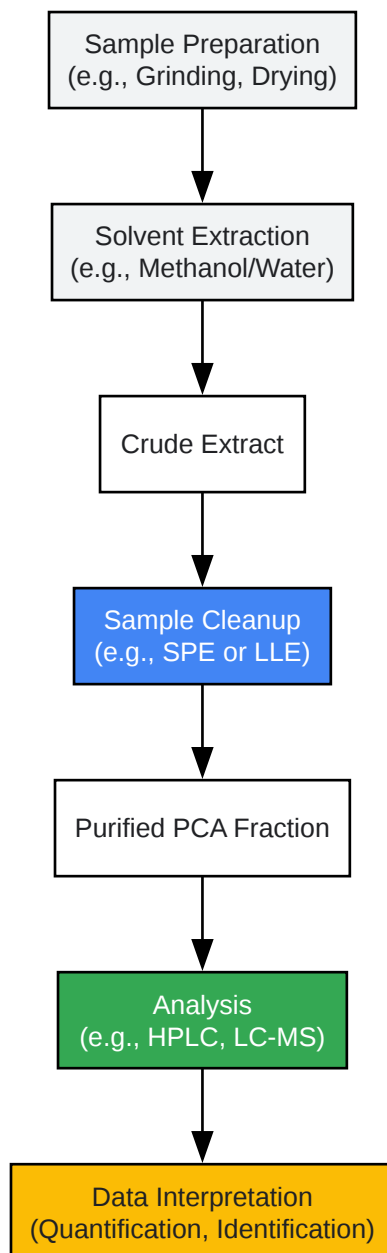 Sample Preparation
(e.g., Grinding, Drying)
Solvent Extraction
(e.g., Methanol/Water)
Crude Extract
Sample Cleanup
(e.g., SPE or LLE)
Purified PCA Fraction
Analysis
(e.g., HPLC, LC-MS)
Data Interpretation
(Quantification, Identification)